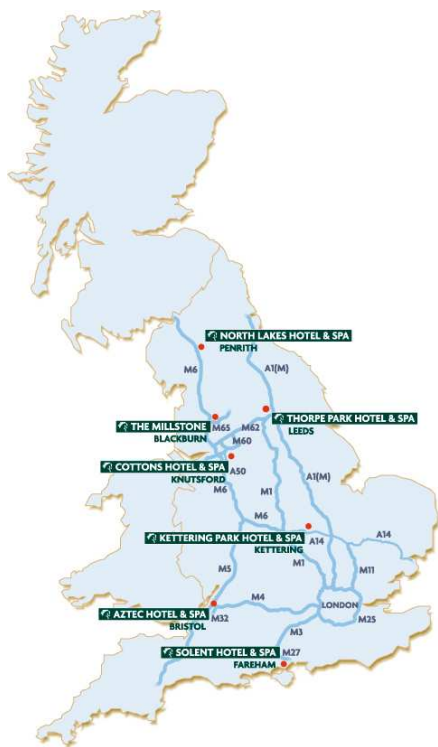 NORTH LAKES HOTEL & SPA
PENRITH
M6
A1(M)
THE MILLSTONE
BLACKBURN
M65
M62
THORPE PARK HOTEL & SPA
LEEDS
M60
COTTONS HOTEL & SPA
KNUTSFORD
A50
M6
M1
A1(M)
M6
KETTERING PARK HOTEL & SPA
KETTERING
A14
A14
M1
M5
M11
AZTEC HOTEL & SPA
BRISTOL
M4
LONDON
M32
M25
M3
SOLENT HOTEL & SPA
FAREHAM
M27